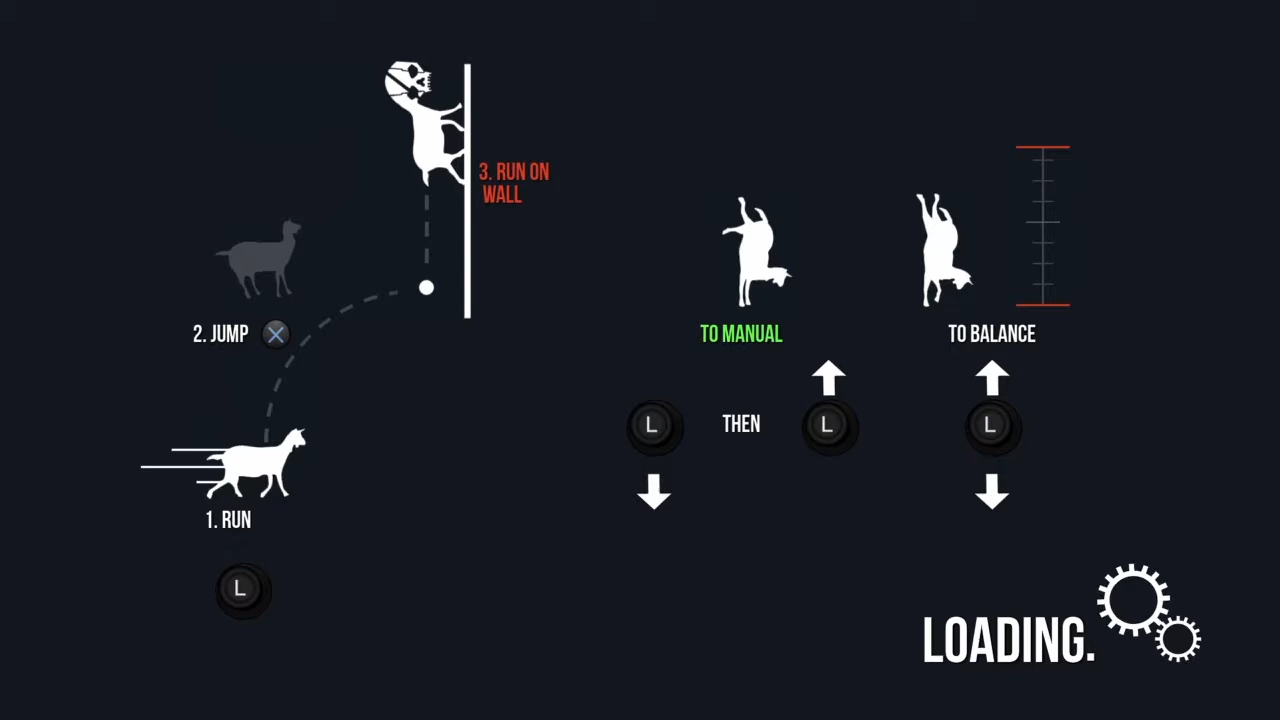 3. RUN ON
WALL
2. JUMP
1. RUN
L
TO MANUAL
L THEN L
TO BALANCE
L
LOADING.